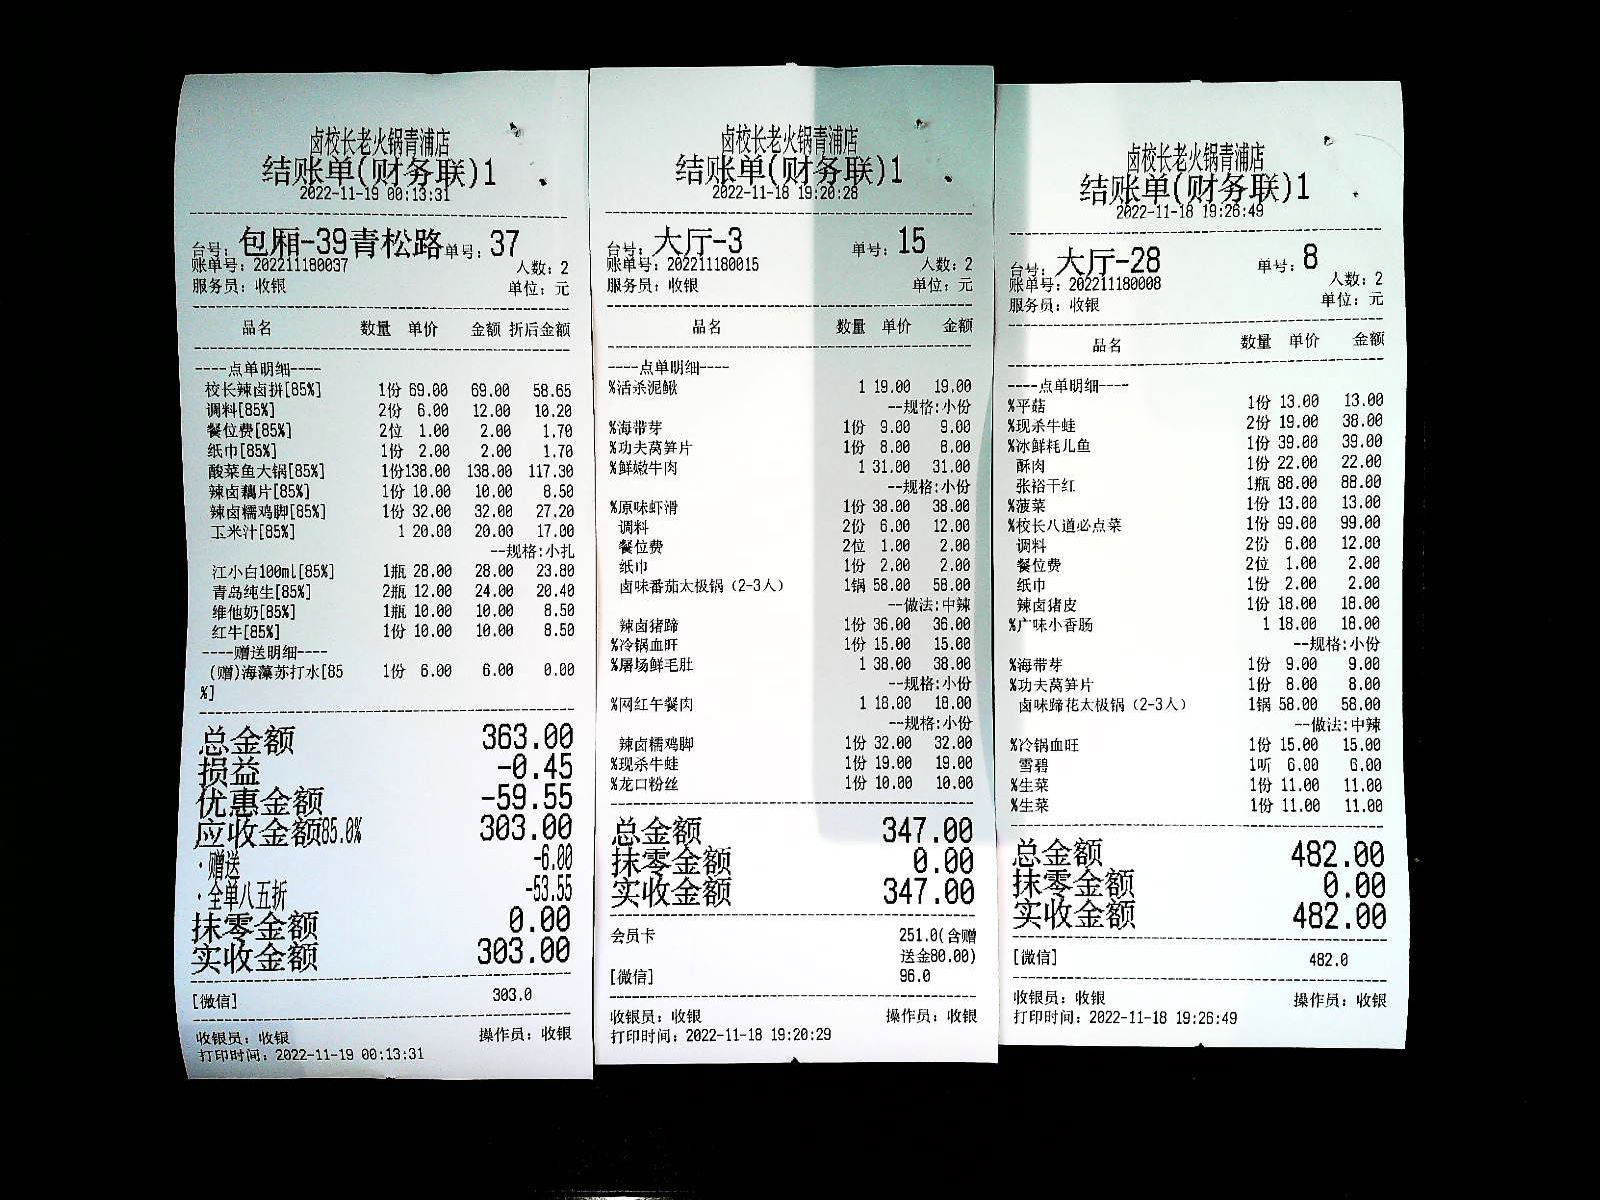 卤校长老火锅青浦店
结账单(财务联)1
2022-11-19 00:13:31
台号: 包厢-39青松路 单号: 37
账单号: 202211180037 人数: 2
服务员: 收银 单位: 元
品名 数量 单价 金额 折后金额
----点单明细----
校长辣卤拼[85%] 1份 69.00 69.00 58.65
调料[85%] 2份 6.00 12.00 10.20
餐位费[85%] 2位 1.00 2.00 1.70
纸巾[85%] 1份 2.00 2.00 1.70
酸菜鱼大锅[85%] 1份138.00 138.00 117.30
辣卤藕片[85%] 1份 10.00 10.00 8.50
辣卤糯鸡脚[85%] 1份 32.00 32.00 27.20
玉米汁[85%] 1 20.00 20.00 17.00
--规格:小扎
江小白100ml[85%] 1瓶 28.00 28.00 23.80
青岛纯生[85%] 2瓶 12.00 24.00 20.40
维他奶[85%] 1瓶 10.00 10.00 8.50
红牛[85%] 1份 10.00 10.00 8.50
----赠送明细----
(赠)海藻苏打水[85 1份 6.00 6.00 0.00
%]
总金额 363.00
损益 -0.45
优惠金额 -59.55
应收金额85.0% 303.00
·赠送 -6.00
·全单八五折 -53.55
抹零金额 0.00
实收金额 303.00
[微信] 303.0
收银员: 收银 操作员: 收银
打印时间: 2022-11-19 00:13:31
卤校长老火锅青浦店
结账单(财务联)1
2022-11-18 19:20:28
台号: 大厅-3 单号: 15
账单号: 202211180015 人数: 2
服务员: 收银 单位: 元
品名 数量 单价 金额
----点单明细----
%活杀泥鳅 1 19.00 19.00
--规格:小份
%海带芽 1份 9.00 9.00
%功夫莴笋片 1份 8.00 8.00
%鲜嫩牛肉 1 31.00 31.00
--规格:小份
%原味虾滑 1份 38.00 38.00
调料 2份 6.00 12.00
餐位费 2位 1.00 2.00
纸巾 1份 2.00 2.00
卤味番茄太极锅（2-3人） 1锅 58.00 58.00
--做法:中辣
辣卤猪蹄 1份 36.00 36.00
%冷锅血旺 1份 15.00 15.00
%屠场鲜毛肚 1 38.00 38.00
--规格:小份
%网红午餐肉 1 18.00 18.00
--规格:小份
辣卤糯鸡脚 1份 32.00 32.00
%现杀牛蛙 1份 19.00 19.00
%龙口粉丝 1份 10.00 10.00
总金额 347.00
抹零金额 0.00
实收金额 347.00
会员卡 251.0(含赠
送金80.00)
[微信] 96.0
收银员: 收银 操作员: 收银
打印时间: 2022-11-18 19:20:29
卤校长老火锅青浦店
结账单(财务联)1
2022-11-18 19:26:49
台号: 大厅-28 单号: 8
账单号: 202211180008 人数: 2
服务员: 收银 单位: 元
品名 数量 单价 金额
----点单明细----
%平菇 1份 13.00 13.00
%现杀牛蛙 2份 19.00 38.00
%冰鲜耗儿鱼 1份 39.00 39.00
酥肉 1份 22.00 22.00
张裕干红 1瓶 88.00 88.00
%菠菜 1份 13.00 13.00
%校长八道必点菜 1份 99.00 99.00
调料 2份 6.00 12.00
餐位费 2位 1.00 2.00
纸巾 1份 2.00 2.00
辣卤猪皮 1份 18.00 18.00
%广味小香肠 1 18.00 18.00
--规格:小份
%海带芽 1份 9.00 9.00
%功夫莴笋片 1份 8.00 8.00
卤味蹄花太极锅（2-3人） 1锅 58.00 58.00
--做法:中辣
%冷锅血旺 1份 15.00 15.00
雪碧 1听 6.00 6.00
%生菜 1份 11.00 11.00
%生菜 1份 11.00 11.00
总金额 482.00
抹零金额 0.00
实收金额 482.00
[微信] 482.0
收银员: 收银 操作员: 收银
打印时间: 2022-11-18 19:26:49